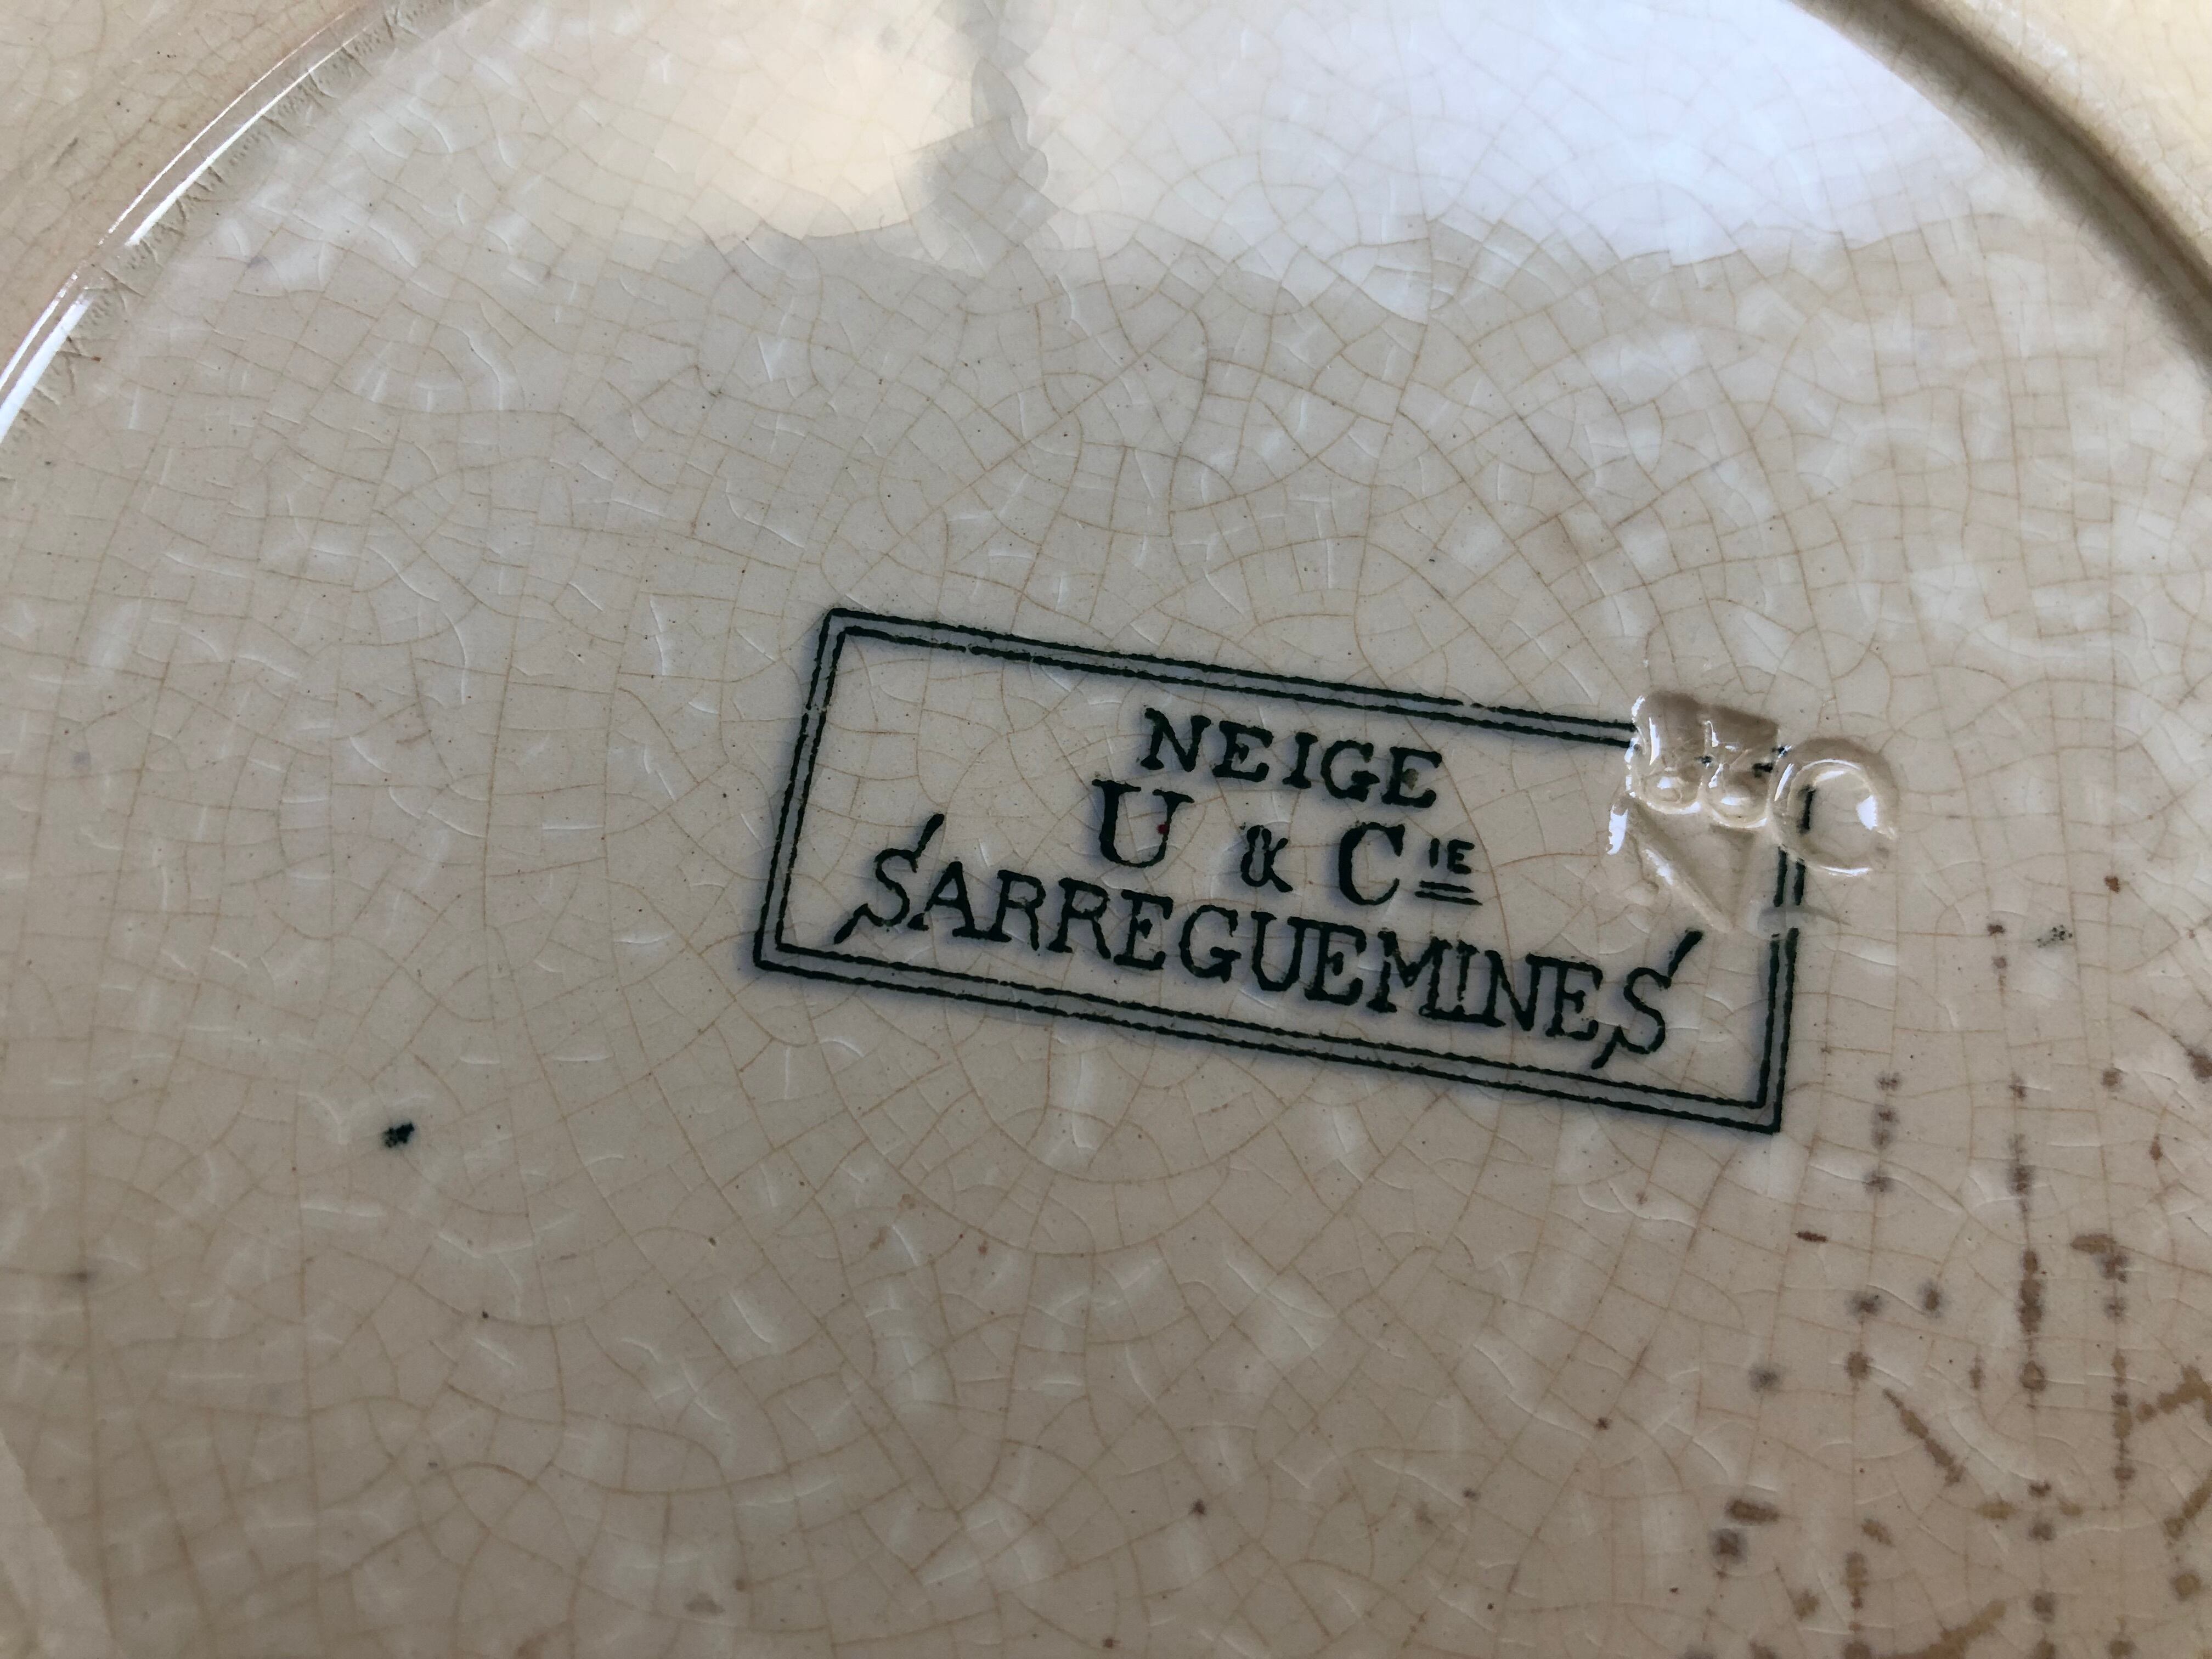 NEIGE
U & Cie
SARREGUEMINES